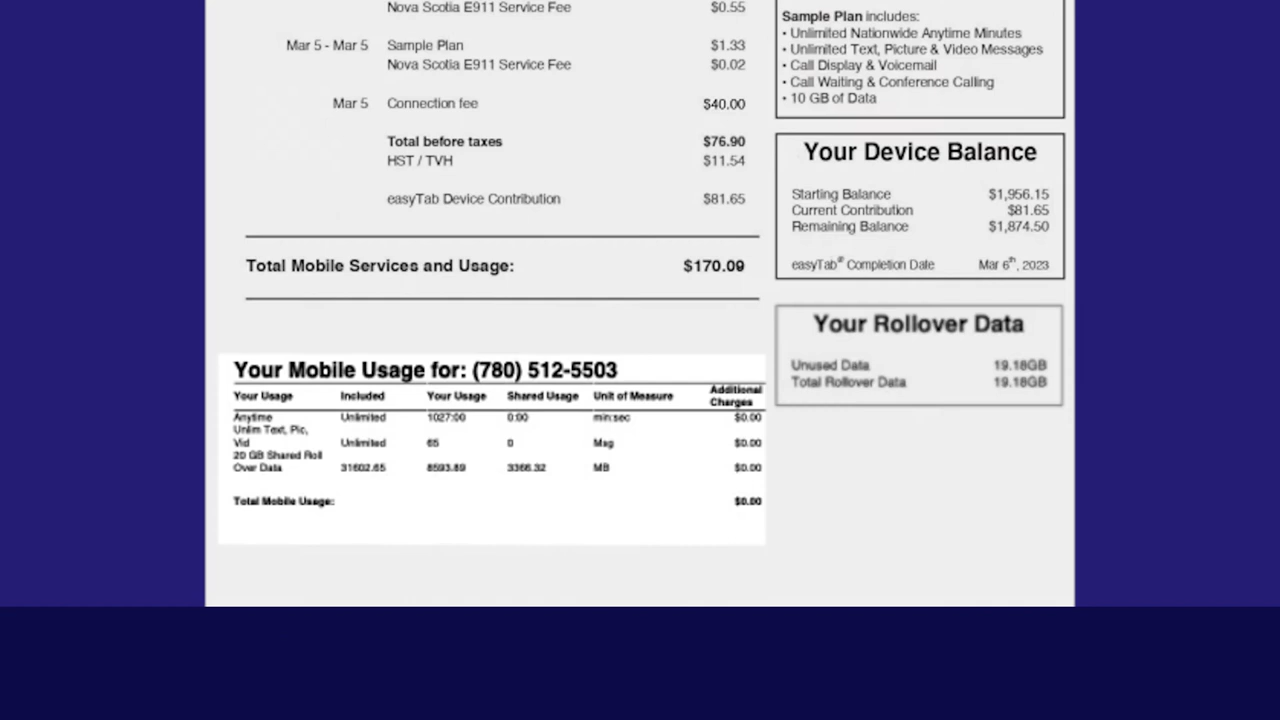 Nova Scotia E911 Service Fee $0.55
Mar 5 - Mar 5 Sample Plan $1.33
Nova Scotia E911 Service Fee $0.02
Mar 5 Connection fee $40.00
Total before taxes $76.90
HST / TVH $11.54
easyTab Device Contribution $81.65
Total Mobile Services and Usage: $170.09
Your Mobile Usage for: (780) 512-5503
Your Usage Included Your Usage Shared Usage Unit of Measure Additional
Charges
Anytime Unlimited 1027:00 0:00 min:sec $0.00
Unlim Text, Pic,
Vid Unlimited 65 0 Msg $0.00
20 GB Shared Roll
Over Data 31602.65 8593.89 3366.32 MB $0.00
Total Mobile Usage: $0.00
Sample Plan includes:
• Unlimited Nationwide Anytime Minutes
• Unlimited Text, Picture & Video Messages
• Call Display & Voicemail
• Call Waiting & Conference Calling
• 10 GB of Data
Your Device Balance
Starting Balance $1,956.15
Current Contribution $81.65
Remaining Balance $1,874.50
easyTab® Completion Date Mar 6th, 2023
Your Rollover Data
Unused Data 19.18GB
Total Rollover Data 19.18GB